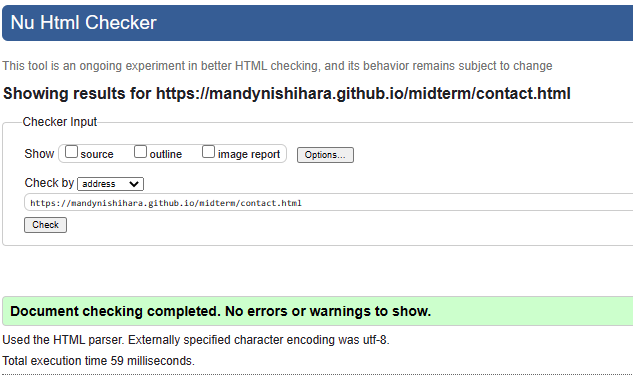 Nu Html Checker
This tool is an ongoing experiment in better HTML checking, and its behavior remains subject to change
Showing results for https://mandynishihara.github.io/midterm/contact.html
Checker Input
Show source outline image report Options...
Check by address
https://mandynishihara.github.io/midterm/contact.html
Check
Document checking completed. No errors or warnings to show.
Used the HTML parser. Externally specified character encoding was utf-8.
Total execution time 59 milliseconds.